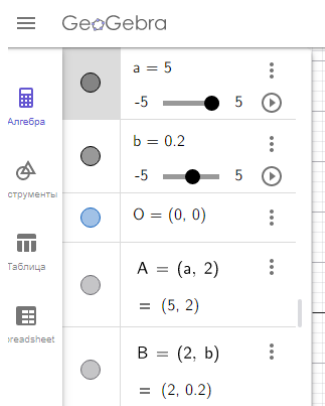 GeoGebra
a = 5
-5 5
Алгебра
b = 0.2
-5 5
струменты
O = (0, 0)
Таблица
A = (a, 2)
= (5, 2)
preadsheet
B = (2, b)
= (2, 0.2)